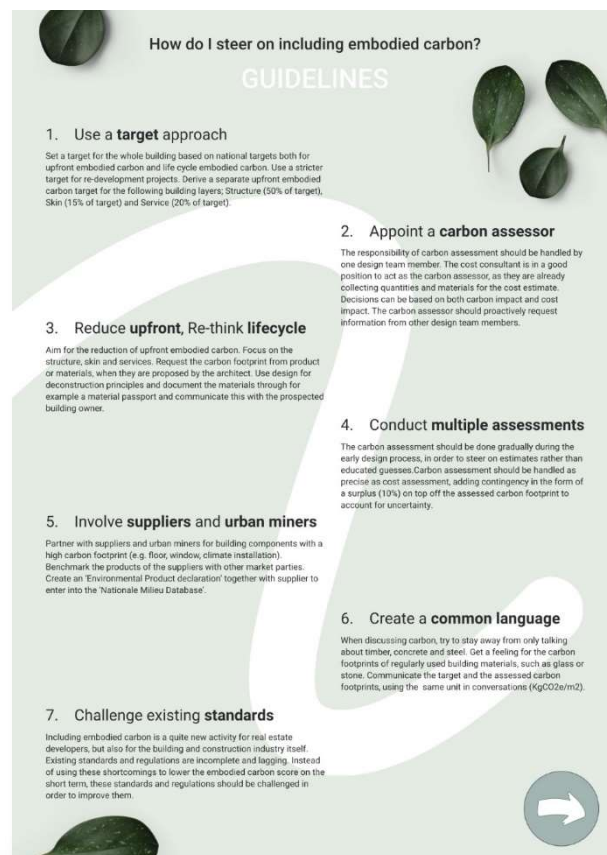 How do I steer on including embodied carbon?
GUIDELINES
1. Use a target approach
Set a target for the whole building based on national targets both for
upfront embodied carbon and life cycle embodied carbon. Use a stricter
target for re-development projects. Derive a separate upfront embodied
carbon target for the following building layers; Structure (50% of target),
Skin (15% of target) and Service (20% of target).
2. Appoint a carbon assessor
The responsibility of carbon assessment should be handled by
one design team member. The cost consultant is in a good
position to act as the carbon assessor, as they are already
collecting quantities and materials for the cost estimate.
Decisions can be based on both carbon impact and cost
impact. The carbon assessor should proactively request
information from other design team members.
3. Reduce upfront, Re-think lifecycle
Aim for the reduction of upfront embodied carbon. Focus on the
structure, skin and services. Request the carbon footprint from product
or materials, when they are proposed by the architect. Use design for
deconstruction principles and document the materials through for
example a material passport and communicate this with the prospected
building owner.
4. Conduct multiple assessments
The carbon assessment should be done gradually during the
early design process, in order to steer on estimates rather than
educated guesses.Carbon assessment should be handled as
precise as cost assessment, adding contingency in the form of
a surplus (10%) on top off the assessed carbon footprint to
account for uncertainty.
5. Involve suppliers and urban miners
Partner with suppliers and urban miners for building components with a
high carbon footprint (e.g. floor, window, climate installation).
Benchmark the products of the suppliers with other market parties.
Create an 'Environmental Product declaration' together with supplier to
enter into the 'Nationale Milieu Database'.
6. Create a common language
When discussing carbon, try to stay away from only talking
about timber, concrete and steel. Get a feeling for the carbon
footprints of regularly used building materials, such as glass or
stone. Communicate the target and the assessed carbon
footprints, using the same unit in conversations (KgCO2e/m2).
7. Challenge existing standards
Including embodied carbon is a quite new activity for real estate
developers, but also for the building and construction industry itself.
Existing standards and regulations are incomplete and lagging. Instead
of using these shortcomings to lower the embodied carbon score on the
short term, these standards and regulations should be challenged in
order to improve them.